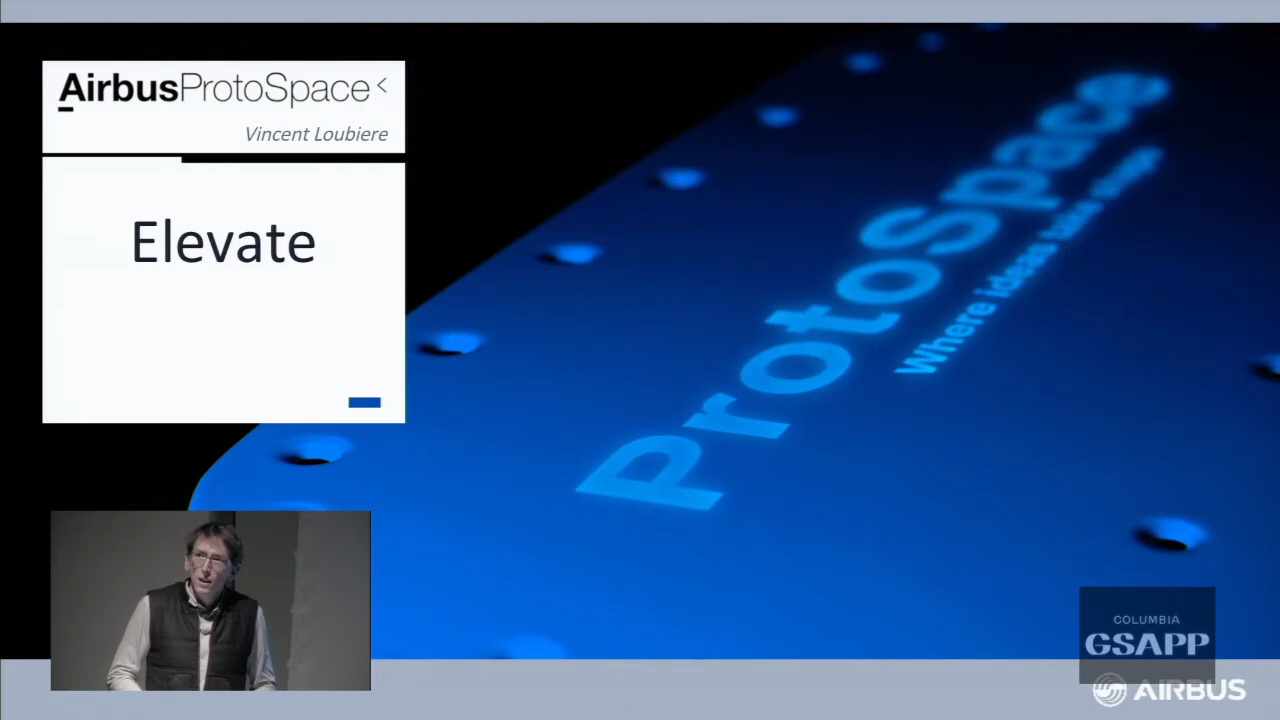 AirbusProtoSpace <
Vincent Loubiere
Elevate
Protospace
Where ideas take shape
COLUMBIA
GSAPP
AIRBUS